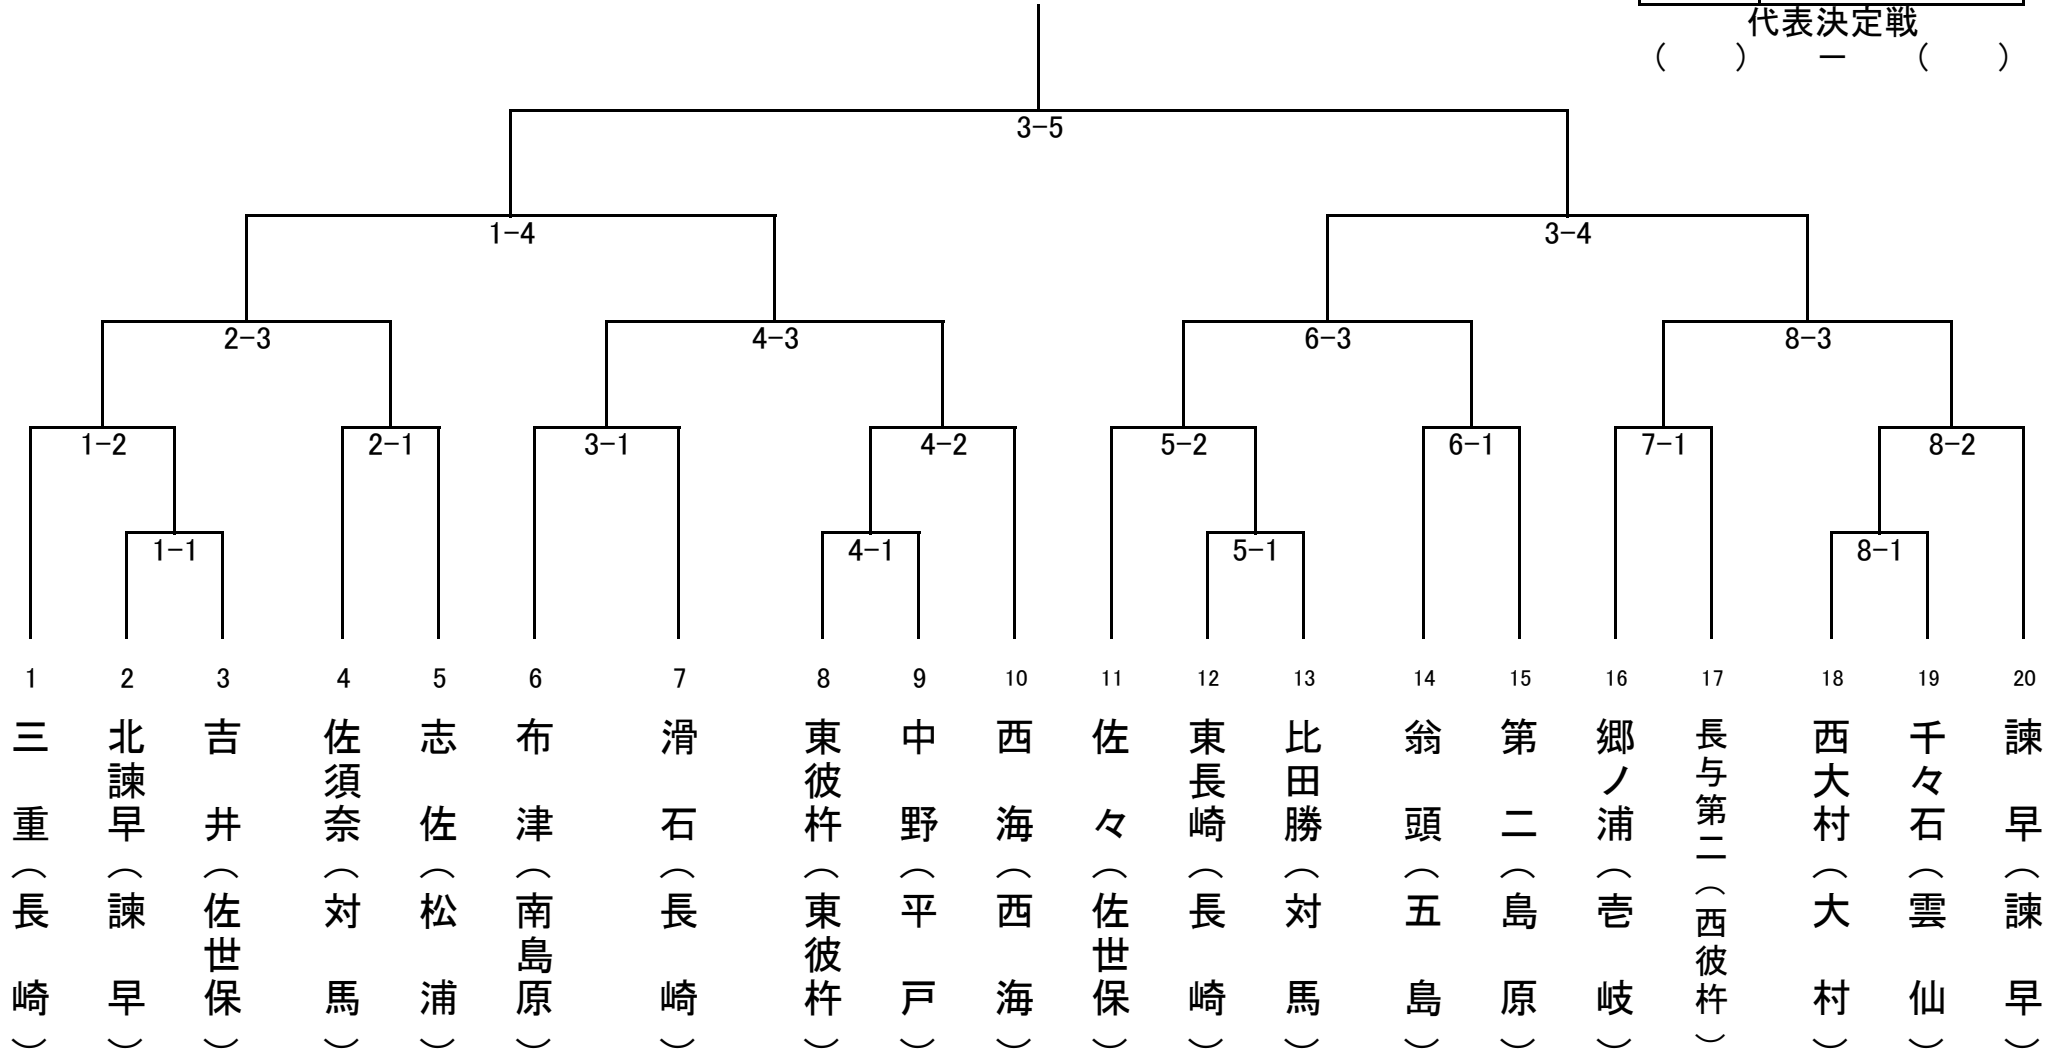 代表決定戦
(　　)　ー　(　　)
3-5
1-4
3-4
2-3
4-3
6-3
8-3
1-2
2-1
3-1
4-2
5-2
6-1
7-1
8-2
1-1
4-1
5-1
8-1
1
2
3
4
5
6
7
8
9
10
11
12
13
14
15
16
17
18
19
20
三重(長崎)
北諫早(諫早)
吉井(佐世保)
佐須奈(対馬)
志佐(松浦)
布津(南島原)
滑石(長崎)
東彼杵(東彼杵)
中野(平戸)
西海(西海)
佐々(佐世保)
東長崎(長崎)
比田勝(対馬)
翁頭(五島)
第二(島原)
郷ノ浦(壱岐)
長与第二(西彼杵)
西大村(大村)
千々石(雲仙)
諫早(諫早)